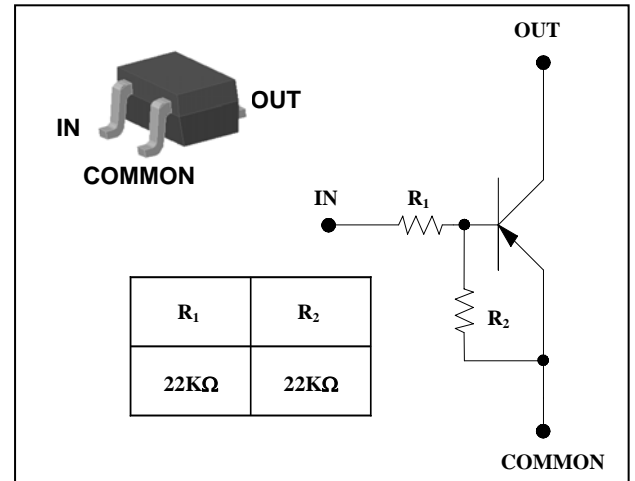 OUT
OUT
IN
COMMON
IN R₁
R₂
R₁ R₂
22KΩ 22KΩ
COMMON